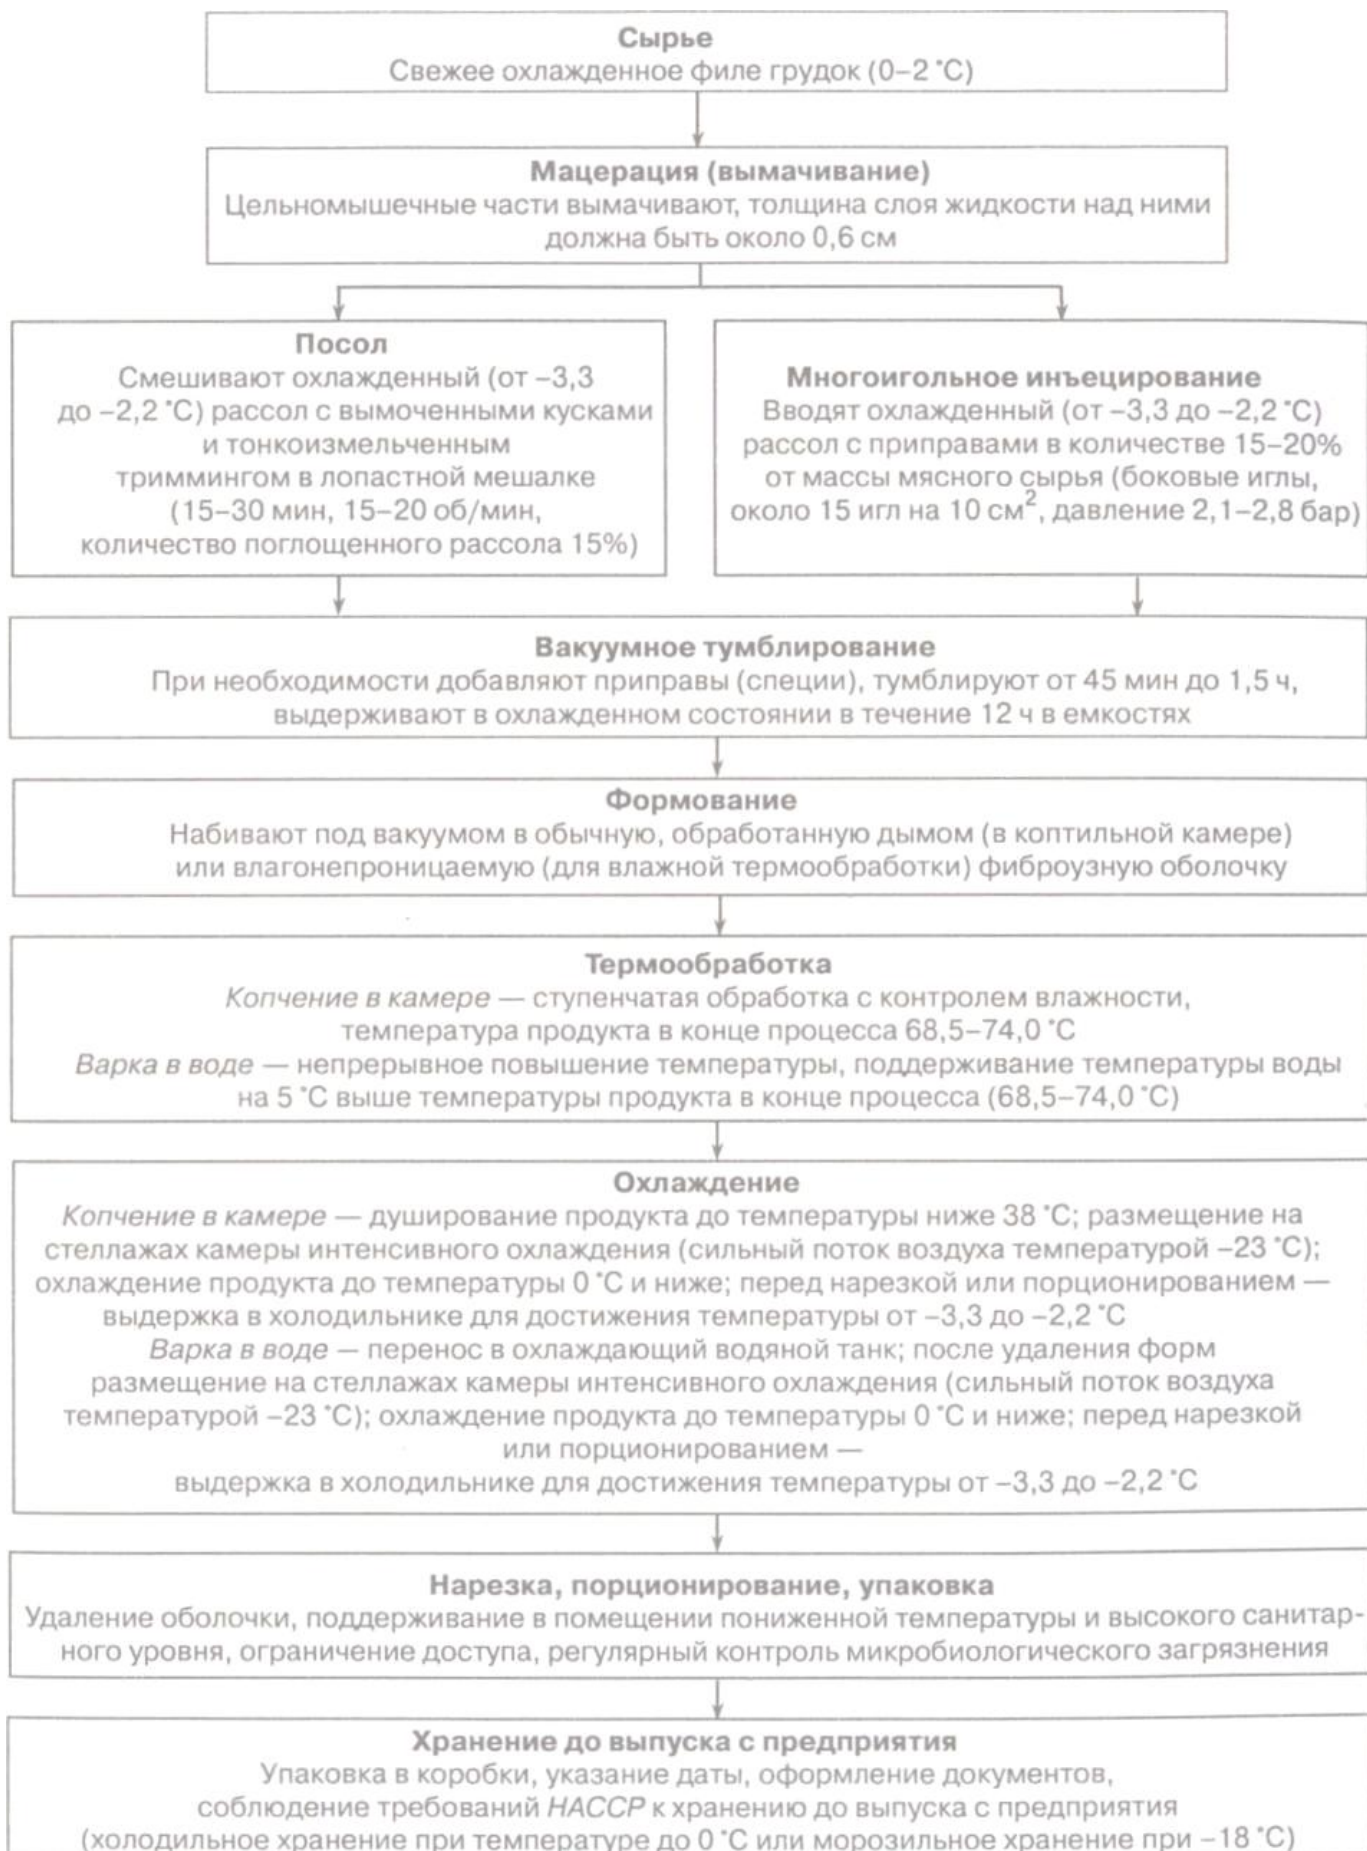 Сырье
Свежее охлажденное филе грудок (0–2 °С)
Мацерация (вымачивание)
Цельномышечные части вымачивают, толщина слоя жидкости над ними
должна быть около 0,6 см
Посол
Смешивают охлажденный (от –3,3
до –2,2 °С) рассол с вымоченными кусками
и тонкоизмельченным
триммингом в лопастной мешалке
(15–30 мин, 15–20 об/мин,
количество поглощенного рассола 15%)
Многоигольное инъецирование
Вводят охлажденный (от –3,3 до –2,2 °С)
рассол с приправами в количестве 15–20%
от массы мясного сырья (боковые иглы,
около 15 игл на 10 см², давление 2,1–2,8 бар)
Вакуумное тумблирование
При необходимости добавляют приправы (специи), тумблируют от 45 мин до 1,5 ч,
выдерживают в охлажденном состоянии в течение 12 ч в емкостях
Формование
Набивают под вакуумом в обычную, обработанную дымом (в коптильной камере)
или влагонепроницаемую (для влажной термообработки) фиброузную оболочку
Термообработка
Копчение в камере — ступенчатая обработка с контролем влажности,
температура продукта в конце процесса 68,5–74,0 °С
Варка в воде — непрерывное повышение температуры, поддерживание температуры воды
на 5 °С выше температуры продукта в конце процесса (68,5–74,0 °С)
Охлаждение
Копчение в камере — душирование продукта до температуры ниже 38 °С; размещение на
стеллажах камеры интенсивного охлаждения (сильный поток воздуха температурой –23 °С);
охлаждение продукта до температуры 0 °С и ниже; перед нарезкой или порционированием —
выдержка в холодильнике для достижения температуры от –3,3 до –2,2 °С
Варка в воде — перенос в охлаждающий водяной танк; после удаления форм
размещение на стеллажах камеры интенсивного охлаждения (сильный поток воздуха
температурой –23 °С); охлаждение продукта до температуры 0 °С и ниже; перед нарезкой
или порционированием —
выдержка в холодильнике для достижения температуры от –3,3 до –2,2 °С
Нарезка, порционирование, упаковка
Удаление оболочки, поддерживание в помещении пониженной температуры и высокого санитар-
ного уровня, ограничение доступа, регулярный контроль микробиологического загрязнения
Хранение до выпуска с предприятия
Упаковка в коробки, указание даты, оформление документов,
соблюдение требований HACCP к хранению до выпуска с предприятия
(холодильное хранение при температуре до 0 °С или морозильное хранение при –18 °С)